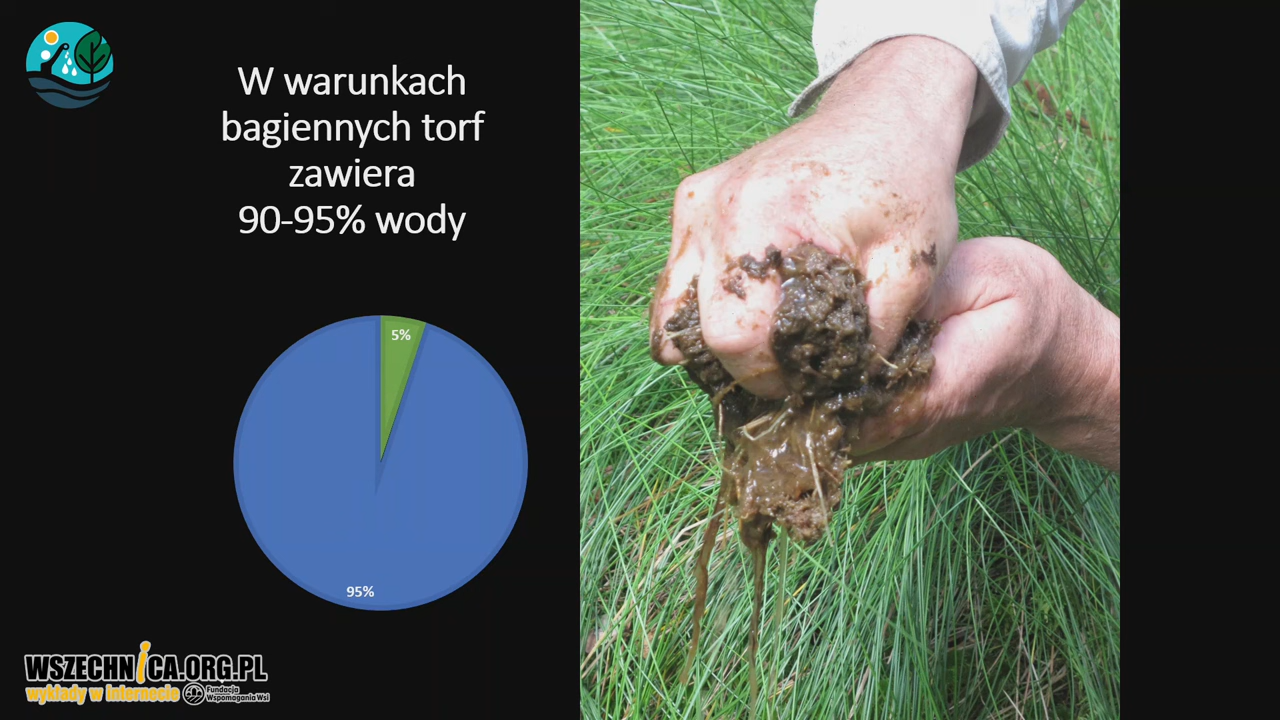 W warunkach
bagiennych torf
zawiera
90-95% wody
5%
95%
WSZECHNICA.ORG.PL
wykłady w Internecie
Fundacja
Wspomagania Wsi